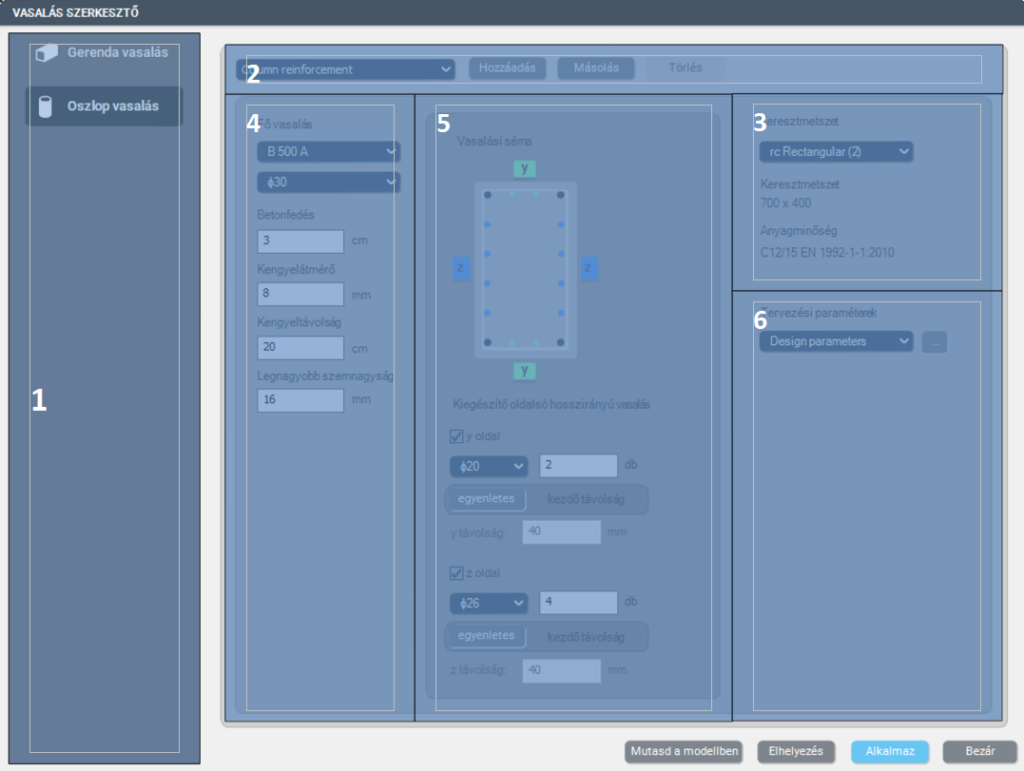 VASALÁS SZERKESZTŐ
Gerenda vasalás
Oszlop vasalás
1
2
Column reinforcement
Hozzáadás
Másolás
Törlés
4
Fő vasalás
B 500 A
ϕ30
Betonfedés
3 cm
Kengyelátmérő
8 mm
Kengyeltávolság
20 cm
Legnagyobb szemnagyság
16 mm
5
Vasalási séma
y
z z
y
Kiegészítő oldalsó hosszirányú vasalás
y oldal
ϕ20 2 db
egyenletes kezdő távolság
y távolság: 40 mm
z oldal
ϕ26 4 db
egyenletes kezdő távolság
z távolság: 40 mm
3
Keresztmetszet
rc Rectangular (2)
Keresztmetszet
700 x 400
Anyagminőség
C12/15 EN 1992-1-1:2010
6
Tervezési paraméterek
Design parameters ...
Mutasd a modellben
Elhelyezés
Alkalmaz
Bezár